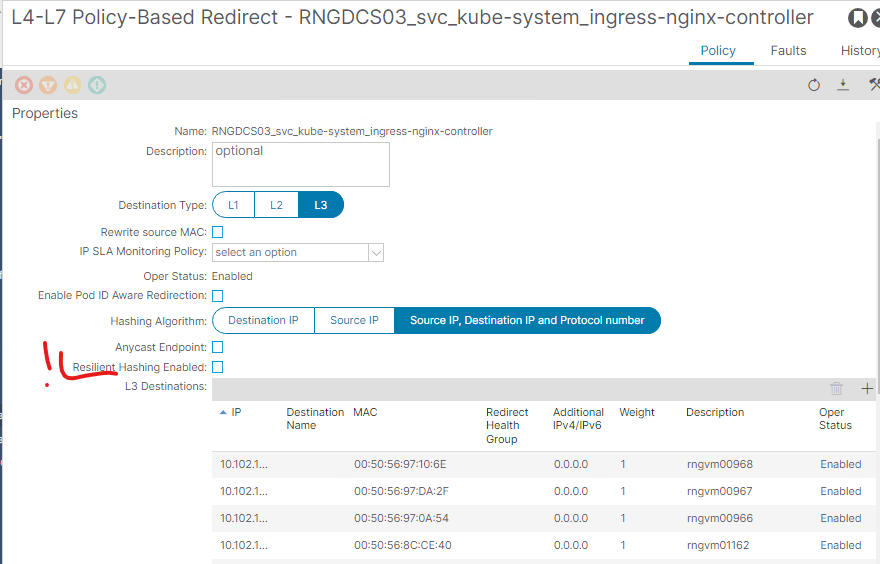 L4-L7 Policy-Based Redirect - RNGDCS03_svc_kube-system_ingress-nginx-controller
Policy Faults History
Properties
Name: RNGDCS03_svc_kube-system_ingress-nginx-controller
Description: optional
Destination Type: L1 L2 L3
Rewrite source MAC:
IP SLA Monitoring Policy: select an option
Oper Status: Enabled
Enable Pod ID Aware Redirection:
Hashing Algorithm: Destination IP Source IP Source IP, Destination IP and Protocol number
Anycast Endpoint:
! Resilient Hashing Enabled:
L3 Destinations:
IP Destination Name MAC Redirect Health Group Additional IPv4/IPv6 Weight Description Oper Status
10.102.1... 00:50:56:97:10:6E 0.0.0.0 1 rngvm00968 Enabled
10.102.1... 00:50:56:97:DA:2F 0.0.0.0 1 rngvm00967 Enabled
10.102.1... 00:50:56:97:0A:54 0.0.0.0 1 rngvm00966 Enabled
10.102.1... 00:50:56:8C:CE:40 0.0.0.0 1 rngvm01162 Enabled